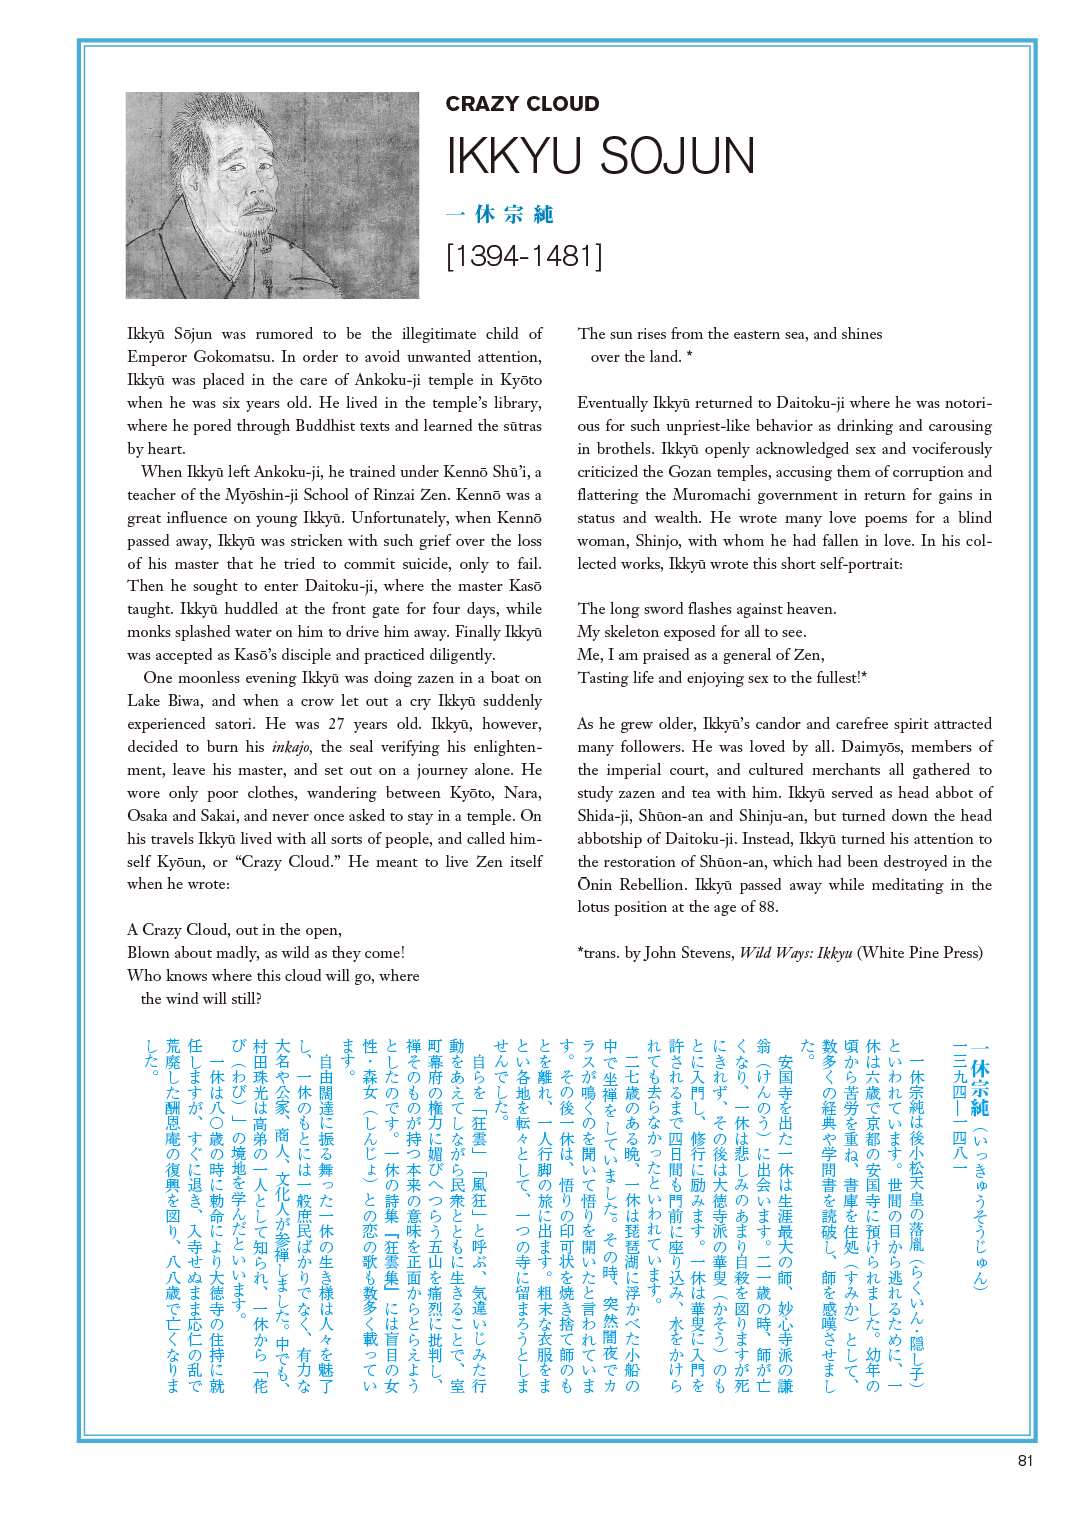 CRAZY CLOUD
IKKYU SOJUN
一休宗純
[1394-1481]
Ikkyū Sōjun was rumored to be the illegitimate child of
Emperor Gokomatsu. In order to avoid unwanted attention,
Ikkyū was placed in the care of Ankoku-ji temple in Kyōto
when he was six years old. He lived in the temple's library,
where he pored through Buddhist texts and learned the sūtras
by heart.
When Ikkyū left Ankoku-ji, he trained under Kennō Shū'i, a
teacher of the Myōshin-ji School of Rinzai Zen. Kennō was a
great influence on young Ikkyū. Unfortunately, when Kennō
passed away, Ikkyū was stricken with such grief over the loss
of his master that he tried to commit suicide, only to fail.
Then he sought to enter Daitoku-ji, where the master Kasō
taught. Ikkyū huddled at the front gate for four days, while
monks splashed water on him to drive him away. Finally Ikkyū
was accepted as Kasō's disciple and practiced diligently.
One moonless evening Ikkyū was doing zazen in a boat on
Lake Biwa, and when a crow let out a cry Ikkyū suddenly
experienced satori. He was 27 years old. Ikkyū, however,
decided to burn his inkajo, the seal verifying his enlighten-
ment, leave his master, and set out on a journey alone. He
wore only poor clothes, wandering between Kyōto, Nara,
Osaka and Sakai, and never once asked to stay in a temple. On
his travels Ikkyū lived with all sorts of people, and called him-
self Kyōun, or “Crazy Cloud.” He meant to live Zen itself
when he wrote:
A Crazy Cloud, out in the open,
Blown about madly, as wild as they come!
Who knows where this cloud will go, where
the wind will still?
The sun rises from the eastern sea, and shines
over the land. *
Eventually Ikkyū returned to Daitoku-ji where he was notori-
ous for such unpriest-like behavior as drinking and carousing
in brothels. Ikkyū openly acknowledged sex and vociferously
criticized the Gozan temples, accusing them of corruption and
flattering the Muromachi government in return for gains in
status and wealth. He wrote many love poems for a blind
woman, Shinjo, with whom he had fallen in love. In his col-
lected works, Ikkyū wrote this short self-portrait:
The long sword flashes against heaven.
My skeleton exposed for all to see.
Me, I am praised as a general of Zen,
Tasting life and enjoying sex to the fullest!*
As he grew older, Ikkyū's candor and carefree spirit attracted
many followers. He was loved by all. Daimyōs, members of
the imperial court, and cultured merchants all gathered to
study zazen and tea with him. Ikkyū served as head abbot of
Shida-ji, Shūon-an and Shinju-an, but turned down the head
abbotship of Daitoku-ji. Instead, Ikkyū turned his attention to
the restoration of Shūon-an, which had been destroyed in the
Ōnin Rebellion. Ikkyū passed away while meditating in the
lotus position at the age of 88.
*trans. by John Stevens, Wild Ways: Ikkyu (White Pine Press)
一休宗純（いっきゅうそうじゅん）
一三九四―一四八一
一休宗純は後小松天皇の落胤（らくいん・隠し子）
といわれています。世間の目から逃れるために、一
休は六歳で京都の安国寺に預けられました。幼年の
頃から苦労を重ね、書庫を住処（すみか）として、
数多くの経典や学問書を読破し、師を感嘆させまし
た。
安国寺を出た一休は生涯最大の師、妙心寺派の謙
翁（けんのう）に出会います。二一歳の時、師が亡
くなり、一休は悲しみのあまり自殺を図りますが死
にきれず、その後は大徳寺派の華叟（かそう）のも
とに入門し、修行に励みます。一休は華叟に入門を
許されるまで四日間も門前に座り込み、水をかけら
れても去らなかったといわれています。
二七歳のある晩、一休は琵琶湖に浮かべた小船の
中で坐禅をしていました。その時、突然闇夜でカ
ラスが鳴くのを聞いて悟りを開いたと言われていま
す。その後一休は、悟りの印可状を焼き捨て師のも
とを離れ、一人行脚の旅に出ます。粗末な衣服をま
とい各地を転々として、一つの寺に留まろうとしま
せんでした。
自らを「狂雲」「風狂」と呼ぶ、気違いじみた行
動をあえてしながら民衆とともに生きることで、室
町幕府の権力に媚びへつらう五山を痛烈に批判し、
禅そのものが持つ本来の意味を正面からとらえよう
としたのです。一休の詩集『狂雲集』には盲目の女
性・森女（しんじょ）との恋の歌も数多く載ってい
ます。
自由闊達に振る舞った一休の生き様は人々を魅了
し、一休のもとには一般庶民ばかりでなく、有力な
大名や公家、商人、文化人が参禅しました。中でも、
村田珠光は高弟の一人として知られ、一休から「侘
び（わび）」の境地を学んだといいます。
一休は八〇歳の時に勅命により大徳寺の住持に就
任しますが、すぐに退き、入寺せぬまま応仁の乱で
荒廃した酬恩庵の復興を図り、八八歳で亡くなりま
した。
81